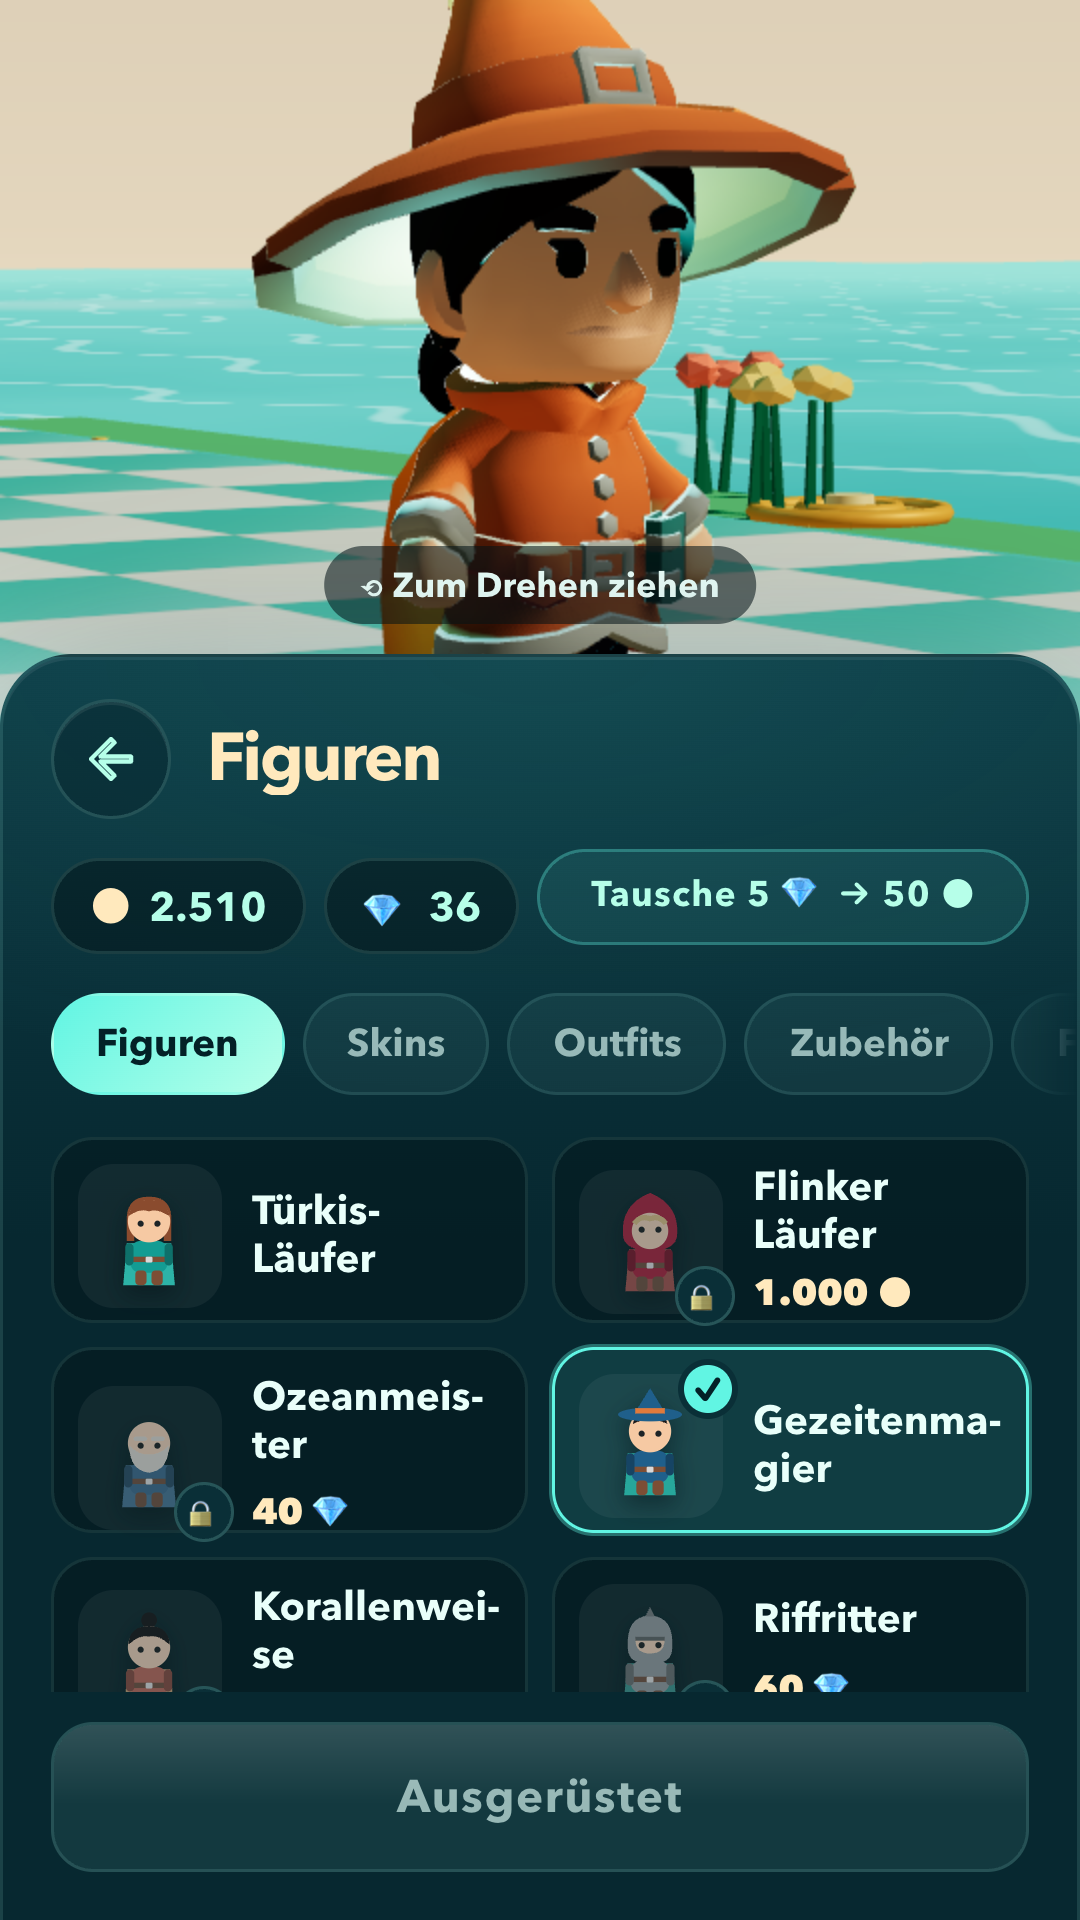 Zum Drehen ziehen
Figuren
2.510
36
Tausche 5 💎 → 50
Figuren
Skins
Outfits
Zubehör
Türkis-
Läufer
Flinker
Läufer
1.000
Ozeanmeis-
ter
40
Gezeitenma-
gier
Korallenwei-
se
Riffritter
60
Ausgerüstet